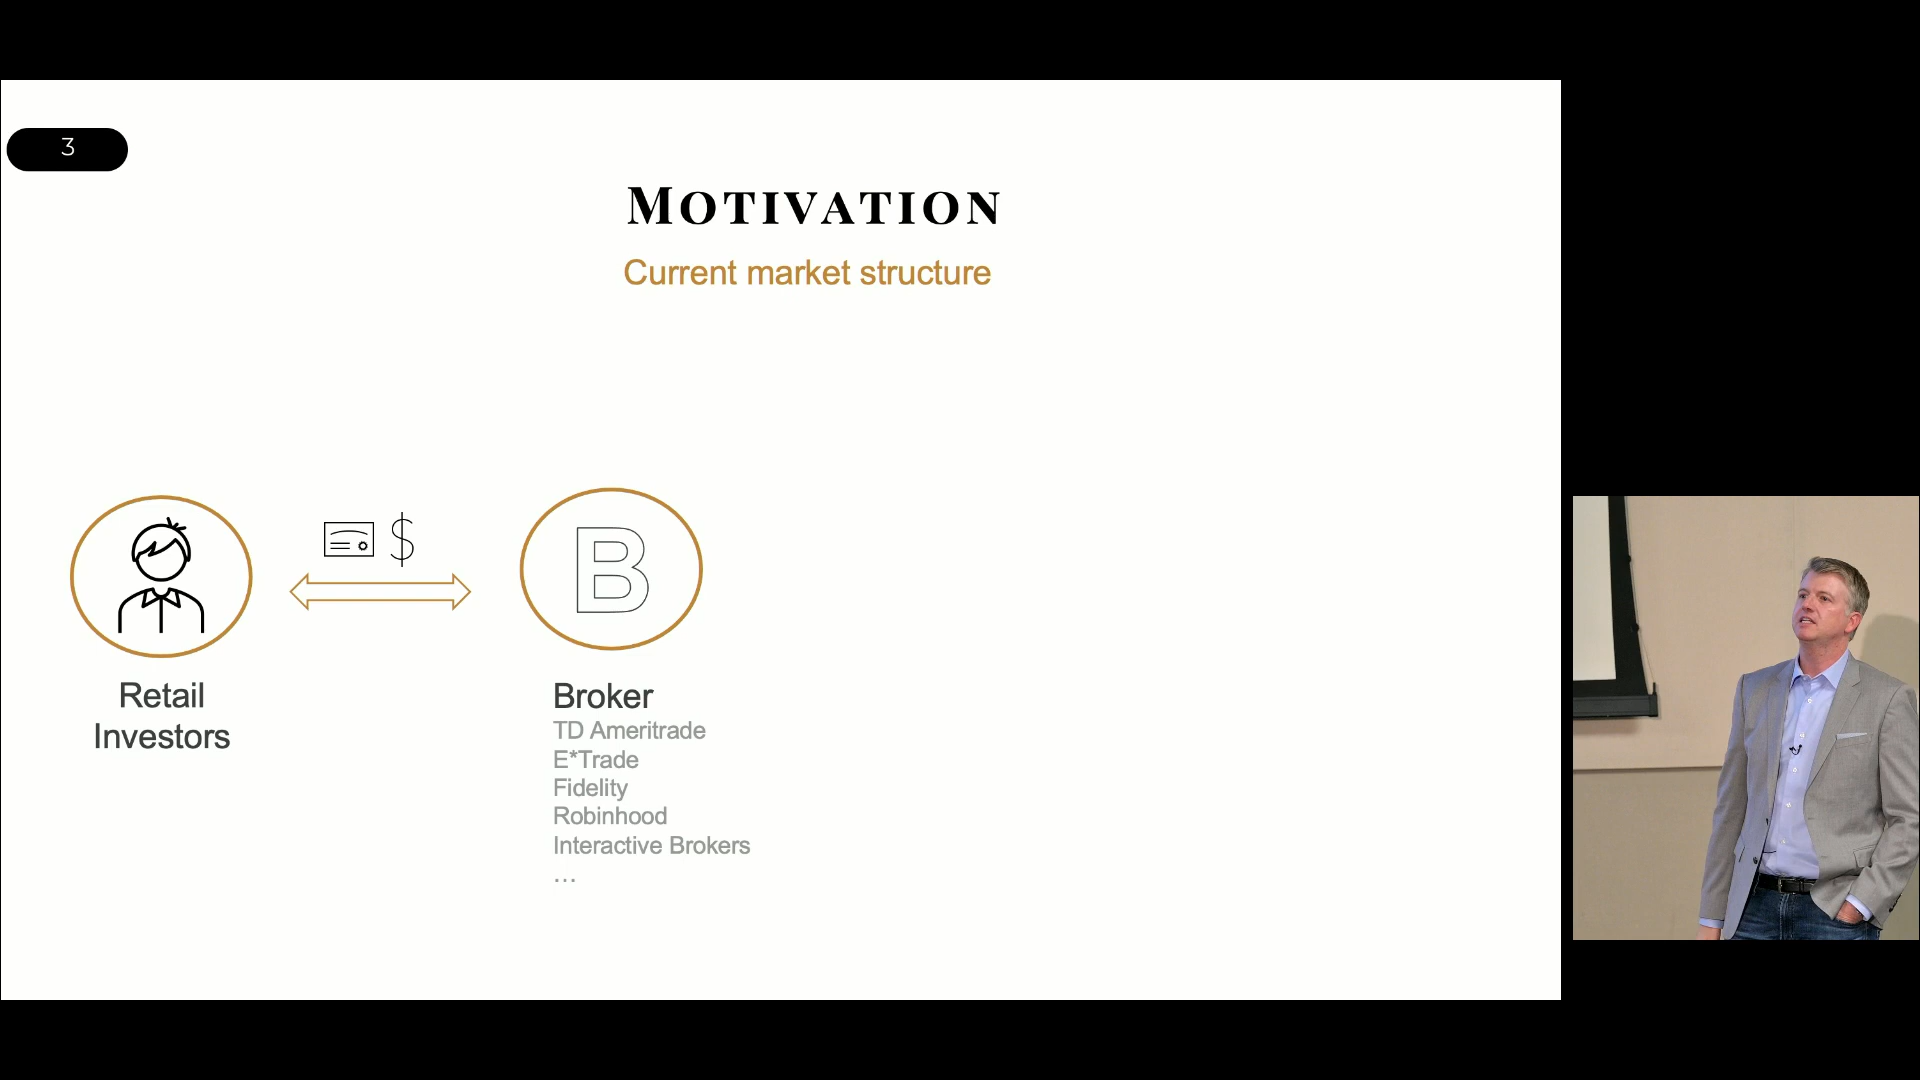 3
MOTIVATION
Current market structure
$
B
Retail
Investors
Broker
TD Ameritrade
E*Trade
Fidelity
Robinhood
Interactive Brokers
…